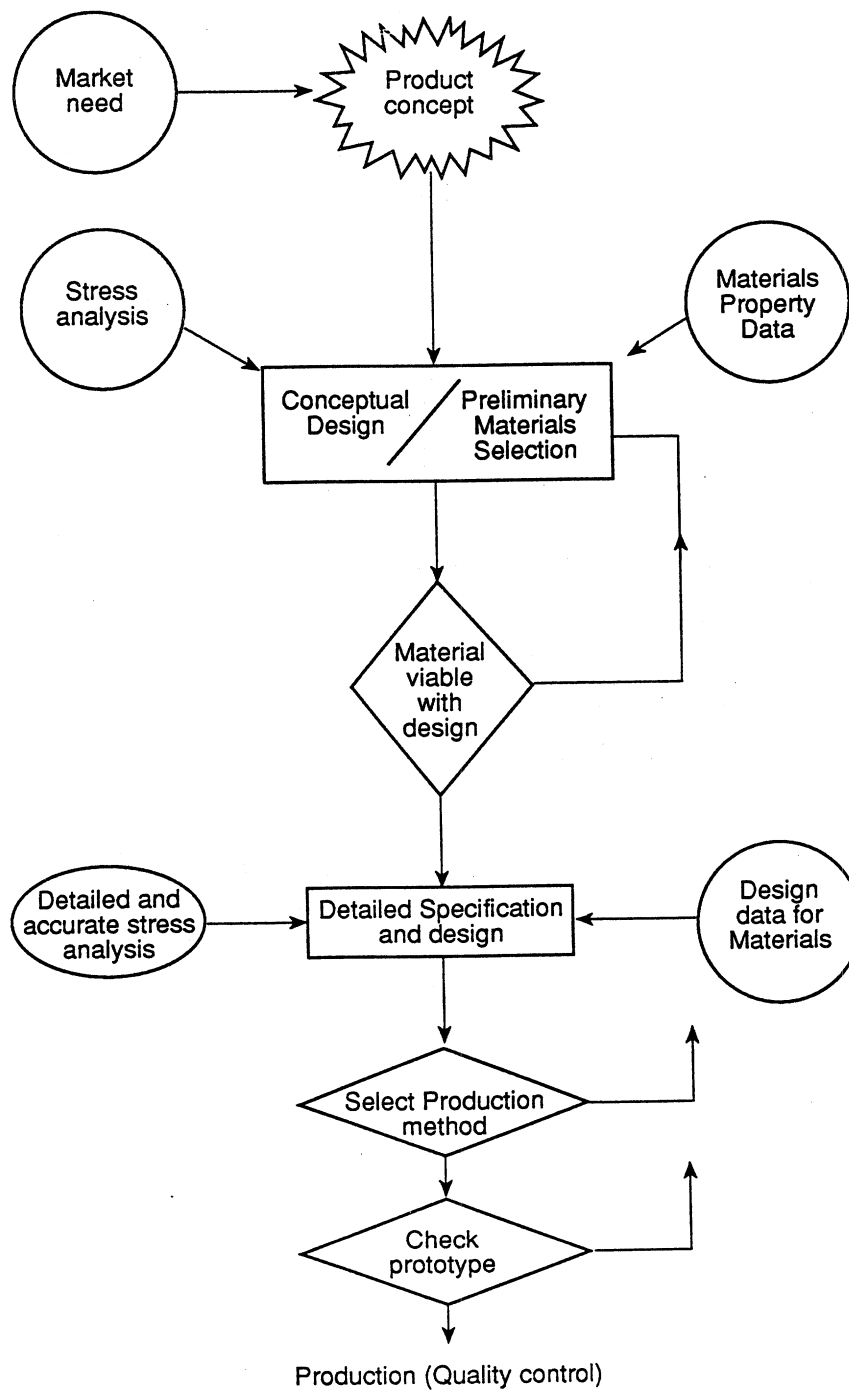 Market
need
Product
concept
Stress
analysis
Materials
Property
Data
Conceptual
Design
Preliminary
Materials
Selection
Material
viable
with
design
Detailed and
accurate stress
analysis
Detailed Specification
and design
Design
data for
Materials
Select Production
method
Check
prototype
Production (Quality control)